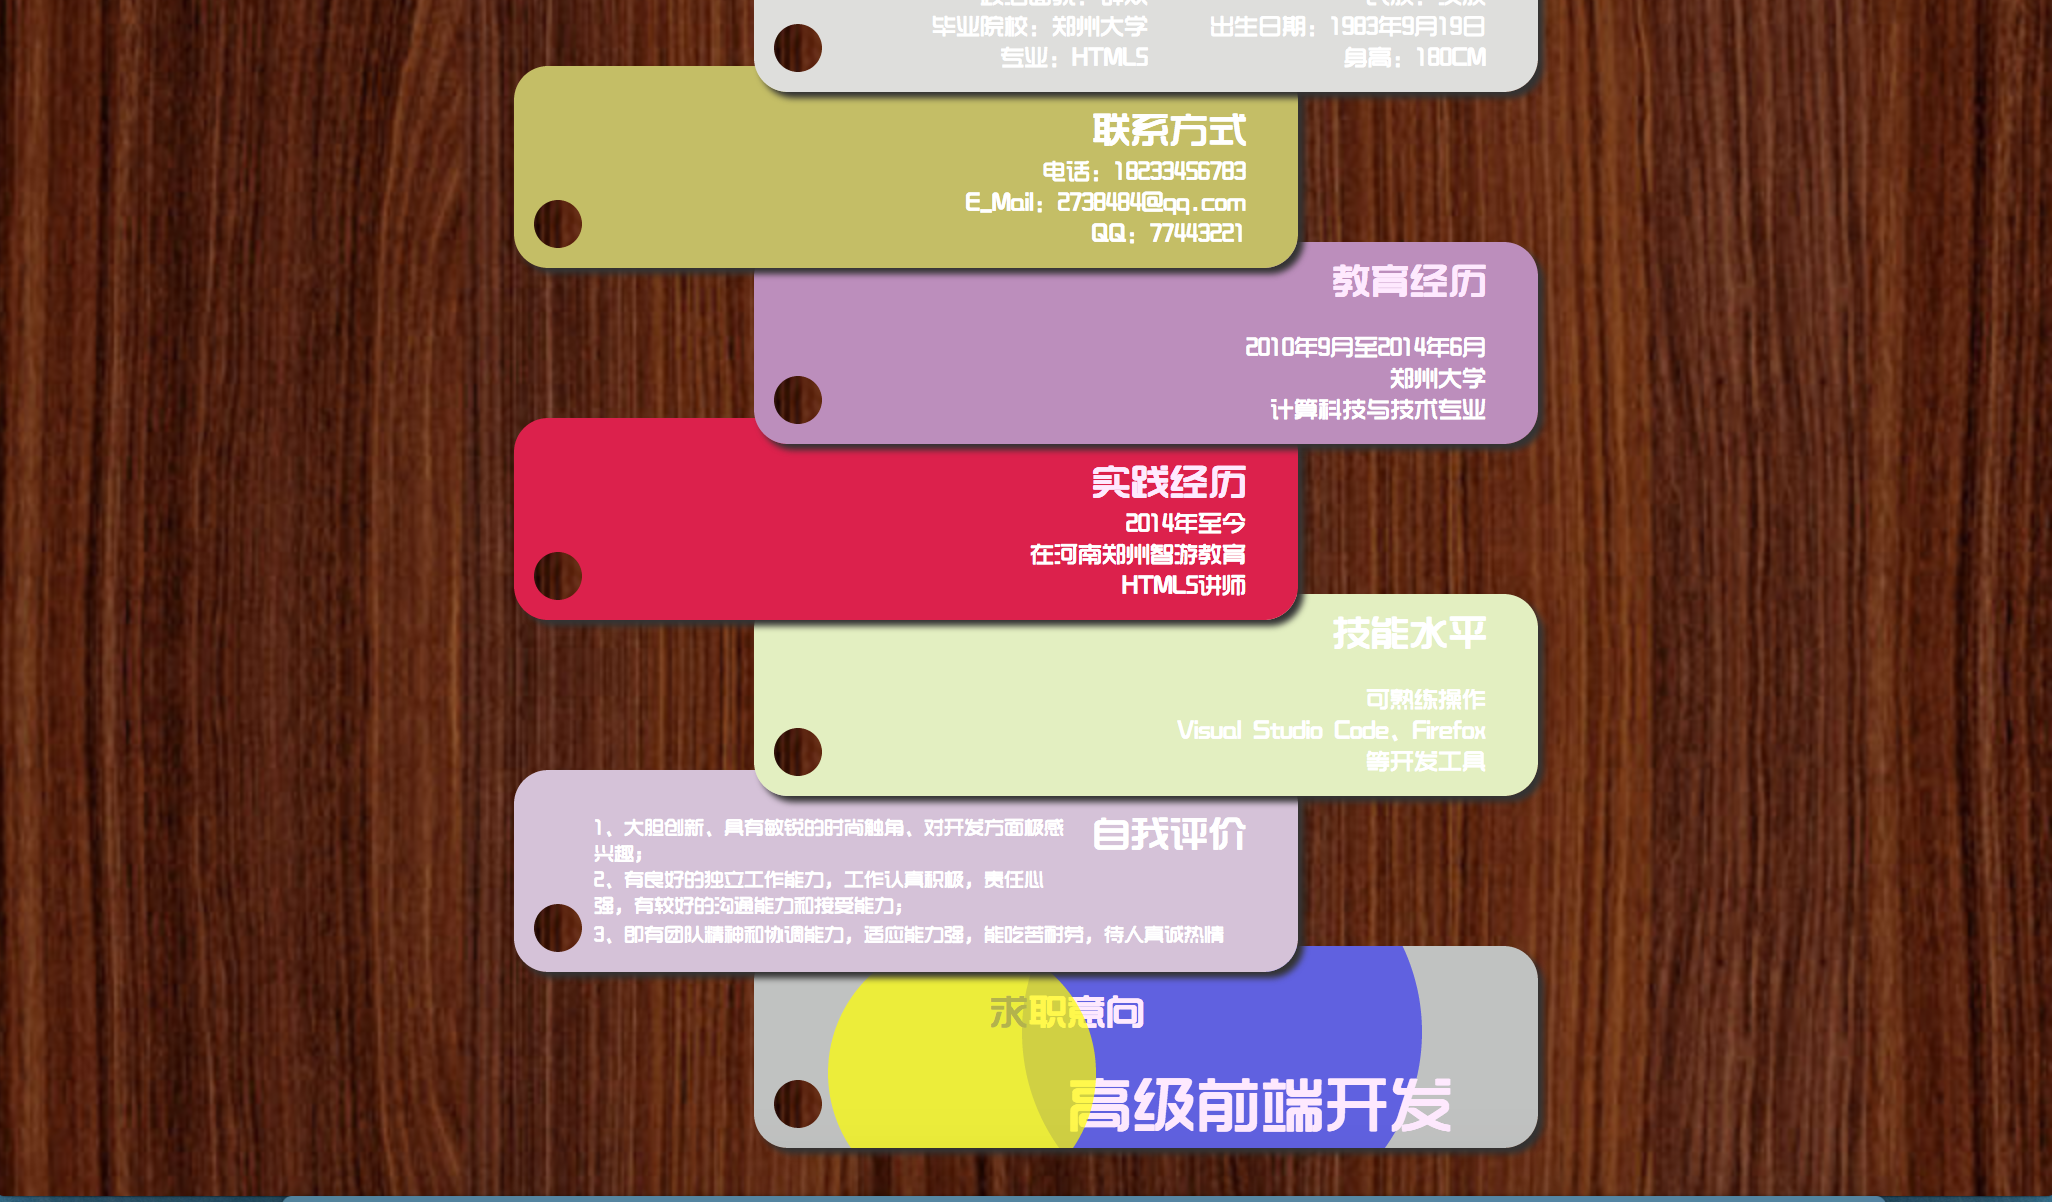 毕业院校：郑州大学 出生日期：1983年9月19日
专业：HTML5 身高：180CM
联系方式
电话：18233456783
E_Mail：2738484@qq.com
QQ：77443221
教育经历
2010年9月至2014年6月
郑州大学
计算科技与技术专业
实践经历
2014年至今
在河南郑州智游教育
HTML5讲师
技能水平
可熟练操作
Visual Studio Code、Firefox
等开发工具
自我评价
1、大胆创新、具有敏锐的时尚触角、对开发方面极感
兴趣；
2、有良好的独立工作能力，工作认真积极，责任心
强，有较好的沟通能力和接受能力；
3、即有团队精神和协调能力，适应能力强，能吃苦耐劳，待人真诚热情
求职意向
高级前端开发